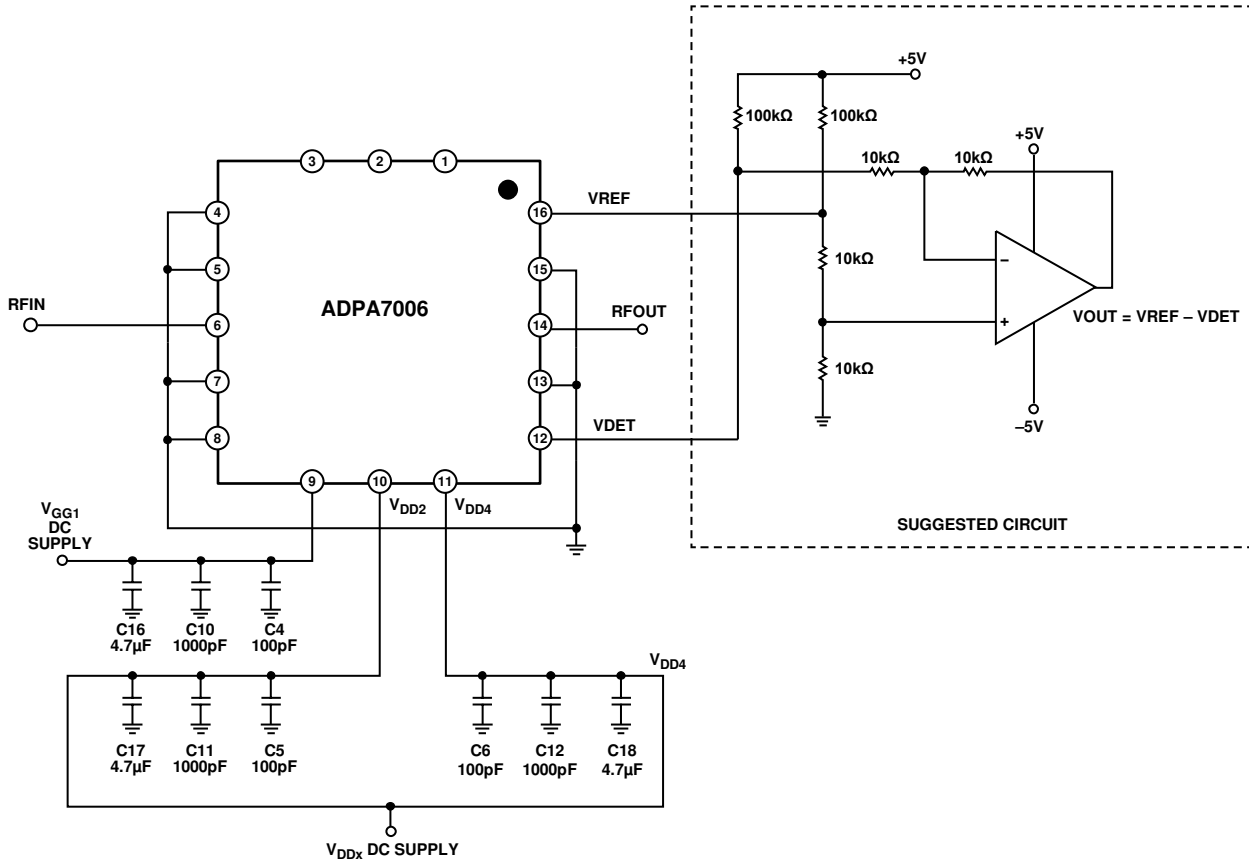 +5V
100kΩ
100kΩ
+5V
10kΩ
10kΩ
3
2
1
4
16
VREF
5
15
10kΩ
–
ADPA7006
RFIN
6
14
RFOUT
+
VOUT = VREF – VDET
7
13
10kΩ
8
12
VDET
–5V
9
10
11
VGG1
DC
SUPPLY
VDD2
VDD4
SUGGESTED CIRCUIT
C16
4.7µF
C10
1000pF
C4
100pF
VDD4
C17
4.7µF
C11
1000pF
C5
100pF
C6
100pF
C12
1000pF
C18
4.7µF
VDDx DC SUPPLY